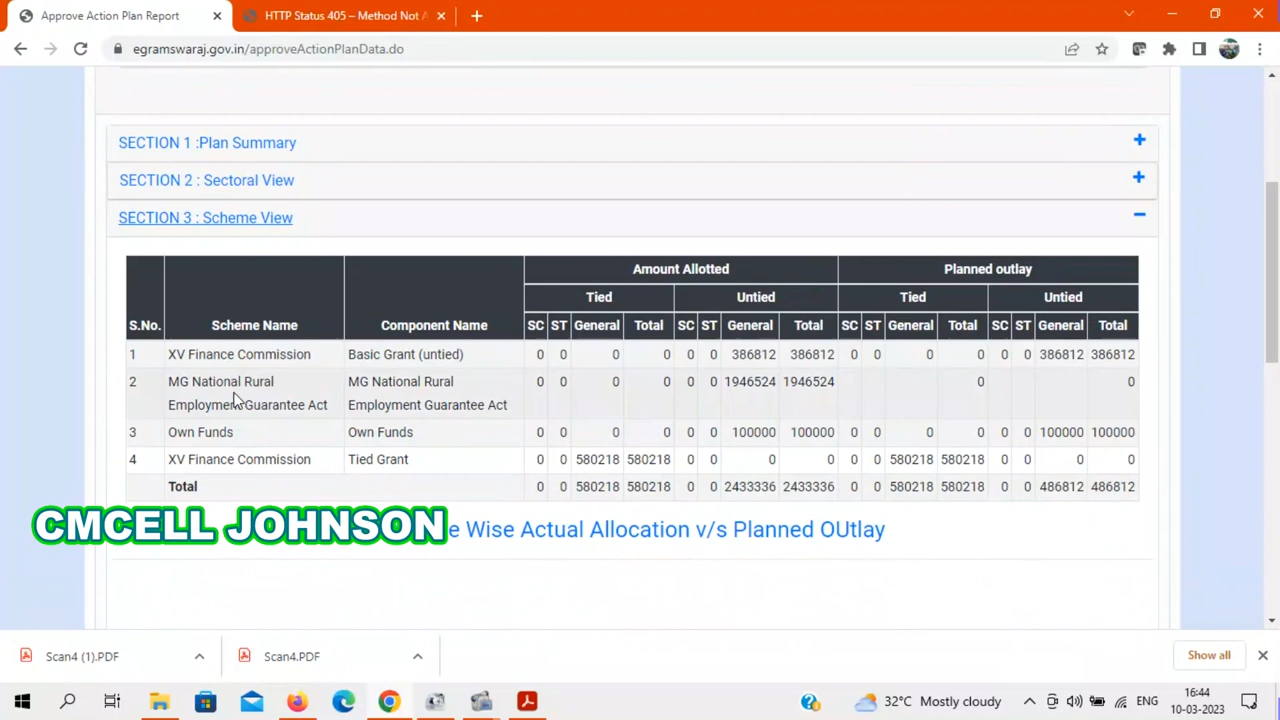 Approve Action Plan Report
HTTP Status 405 – Method Not A
egramswaraj.gov.in/approveActionPlanData.do
SECTION 1 :Plan Summary
SECTION 2 : Sectoral View
SECTION 3 : Scheme View
Amount Allotted Planned outlay
Tied Untied Tied Untied
S.No. Scheme Name Component Name SC ST General Total SC ST General Total SC ST General Total SC ST General Total
1 XV Finance Commission Basic Grant (untied) 0 0 0 0 0 0 386812 386812 0 0 0 0 0 0 386812 386812
2 MG National Rural MG National Rural 0 0 0 0 0 0 1946524 1946524 0 0
Employment Guarantee Act Employment Guarantee Act
3 Own Funds Own Funds 0 0 0 0 0 0 100000 100000 0 0 0 0 0 0 100000 100000
4 XV Finance Commission Tied Grant 0 0 580218 580218 0 0 0 0 0 0 580218 580218 0 0 0 0
Total 0 0 580218 580218 0 0 2433336 2433336 0 0 580218 580218 0 0 486812 486812
CMCELL JOHNSON
e Wise Actual Allocation v/s Planned OUtlay
Scan4 (1).PDF
Scan4.PDF
Show all
32°C Mostly cloudy
ENG
16:44
10-03-2023